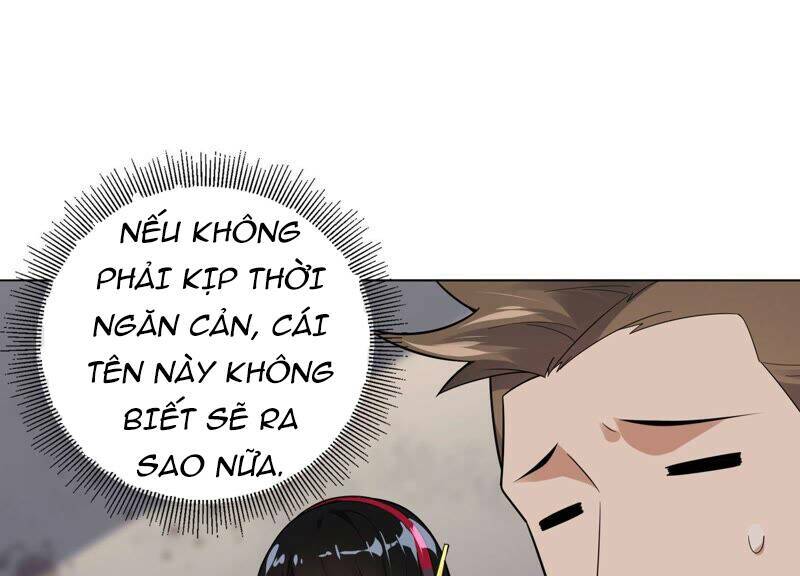 NẾU KHÔNG
PHẢI KỊP THỜI
NGĂN CẢN, CÁI
TÊN NÀY KHÔNG
BIẾT SẼ RA
SAO NỮA.